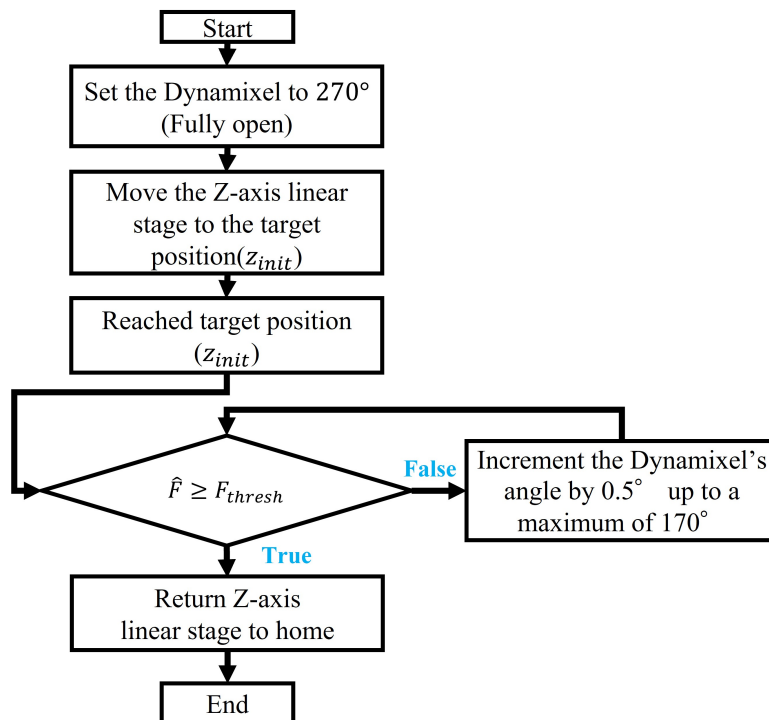 Start
Set the Dynamixel to 270°
(Fully open)
Move the Z-axis linear
stage to the target
position(z_init)
Reached target position
(z_init)
F̂ ≥ F_thresh
False
Increment the Dynamixel's
angle by 0.5° up to a
maximum of 170°
True
Return Z-axis
linear stage to home
End